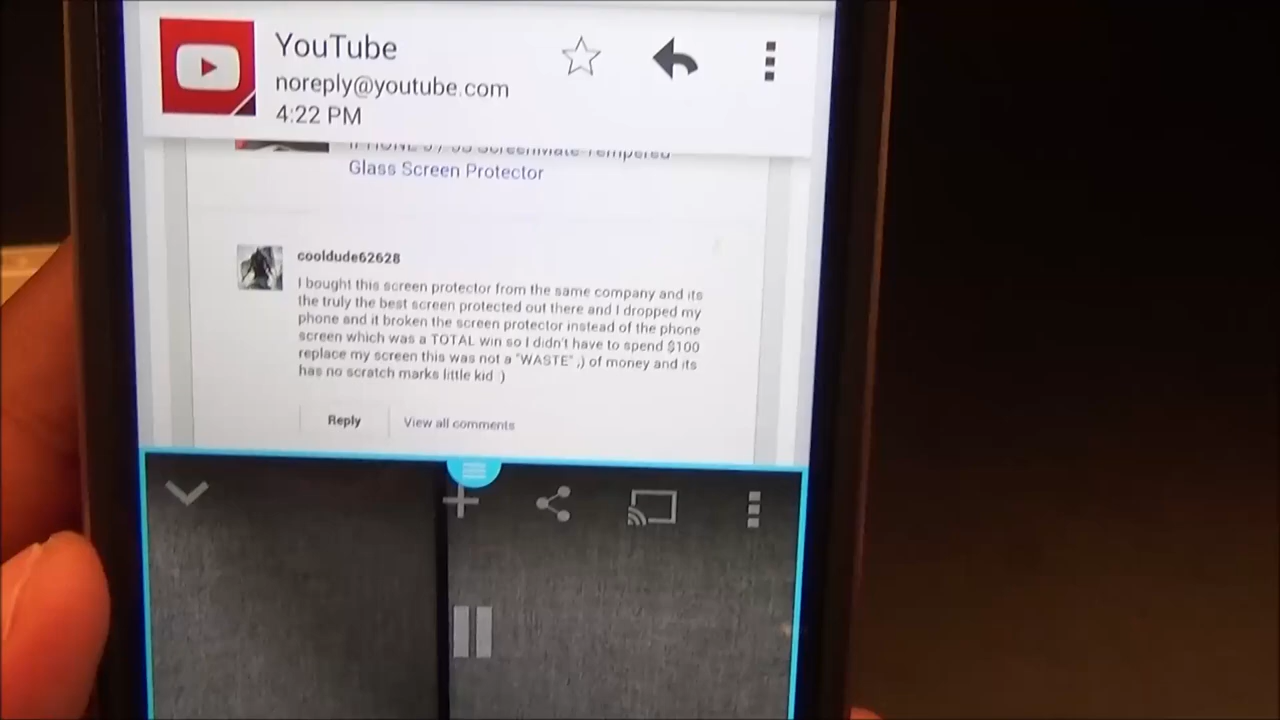 YouTube
noreply@youtube.com
4:22 PM
Glass Screen Protector
cooldude62628
I bought this screen protector from the same company and its
the truly the best screen protected out there and I dropped my
phone and it broken the screen protector instead of the phone
screen which was a TOTAL win so I didn't have to spend $100
replace my screen this was not a "WASTE" ,) of money and its
has no scratch marks little kid )
Reply
View all comments